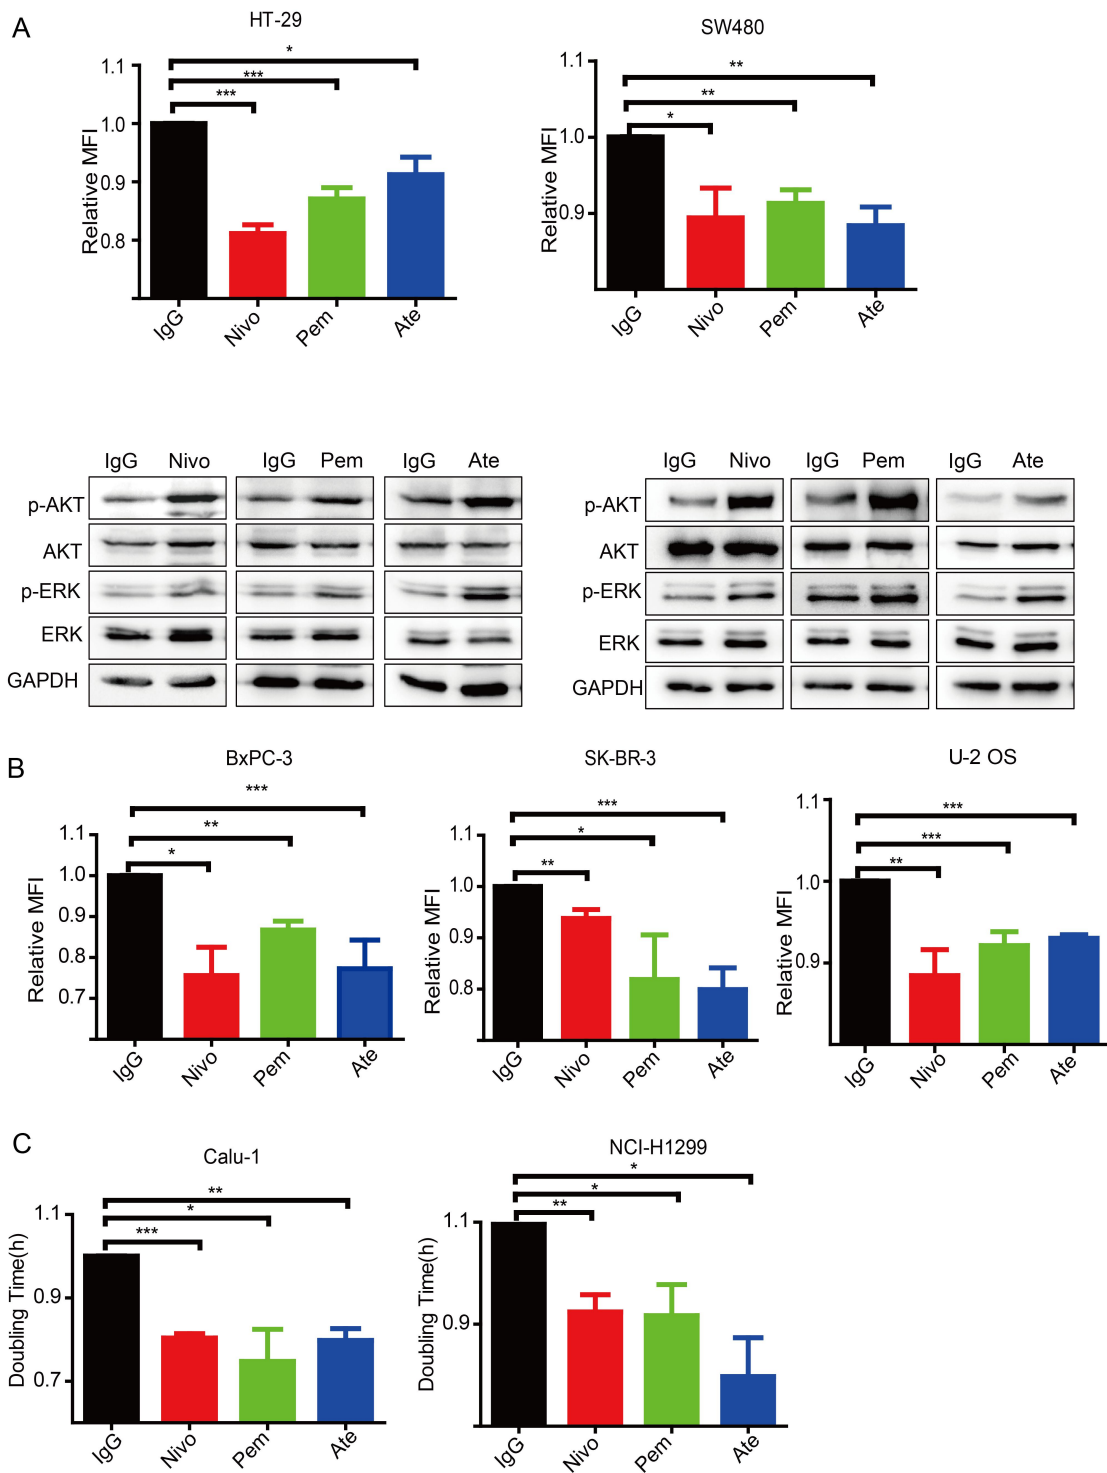 A
HT-29
SW480
*
***
***
1.1
1.0
0.9
0.8
Relative MFI
IgG
Nivo
Pem
Ate
**
**
*
1.1
1.0
0.9
Relative MFI
IgG
Nivo
Pem
Ate
IgG Nivo IgG Pem IgG Ate
p-AKT
AKT
p-ERK
ERK
GAPDH
IgG Nivo IgG Pem IgG Ate
p-AKT
AKT
p-ERK
ERK
GAPDH
B
BxPC-3
***
**
*
1.1
1.0
0.9
0.8
0.7
Relative MFI
IgG
Nivo
Pem
Ate
SK-BR-3
***
*
**
1.1
1.0
0.9
0.8
Relative MFI
IgG
Nivo
Pem
Ate
U-2 OS
***
***
**
1.1
1.0
0.9
Relative MFI
IgG
Nivo
Pem
Ate
C
Calu-1
**
*
***
1.1
0.9
0.7
Doubling Time(h)
IgG
Nivo
Pem
Ate
NCI-H1299
*
*
**
1.1
0.9
Doubling Time(h)
IgG
Nivo
Pem
Ate